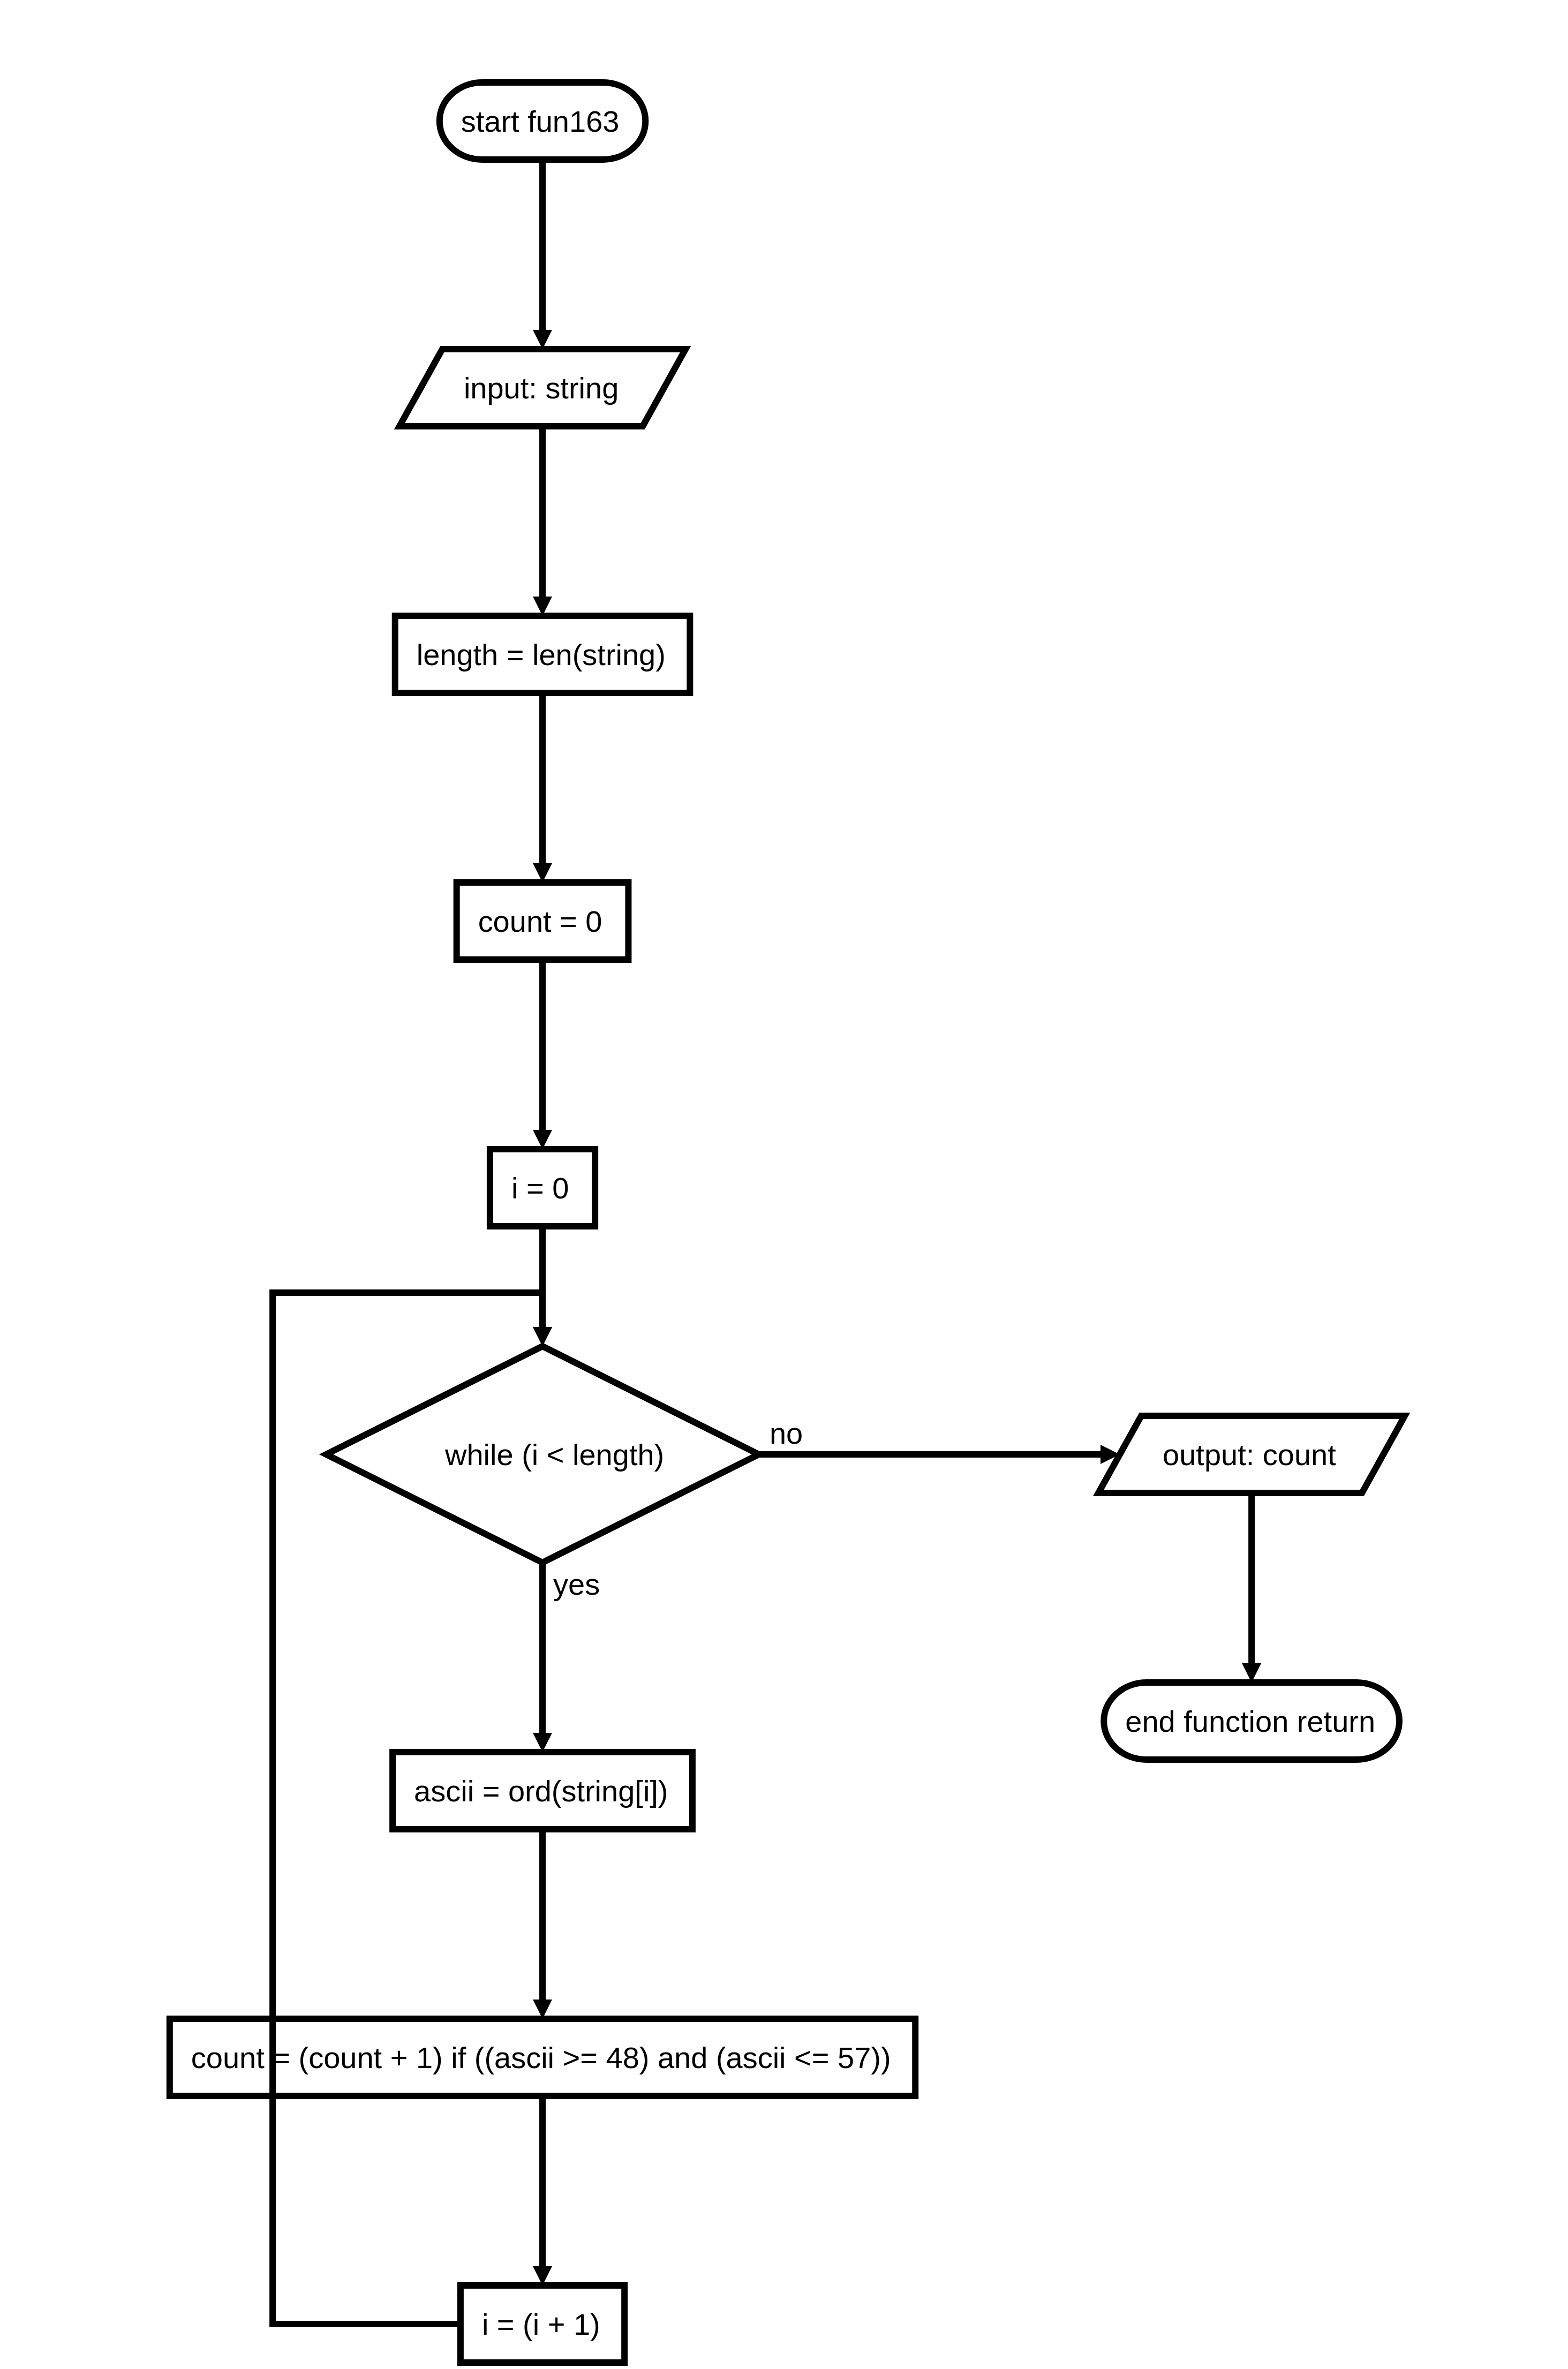 start fun163
input: string
length = len(string)
count = 0
i = 0
while (i < length)
no
output: count
yes
end function return
ascii = ord(string[i])
count = (count + 1) if ((ascii >= 48) and (ascii <= 57))
i = (i + 1)